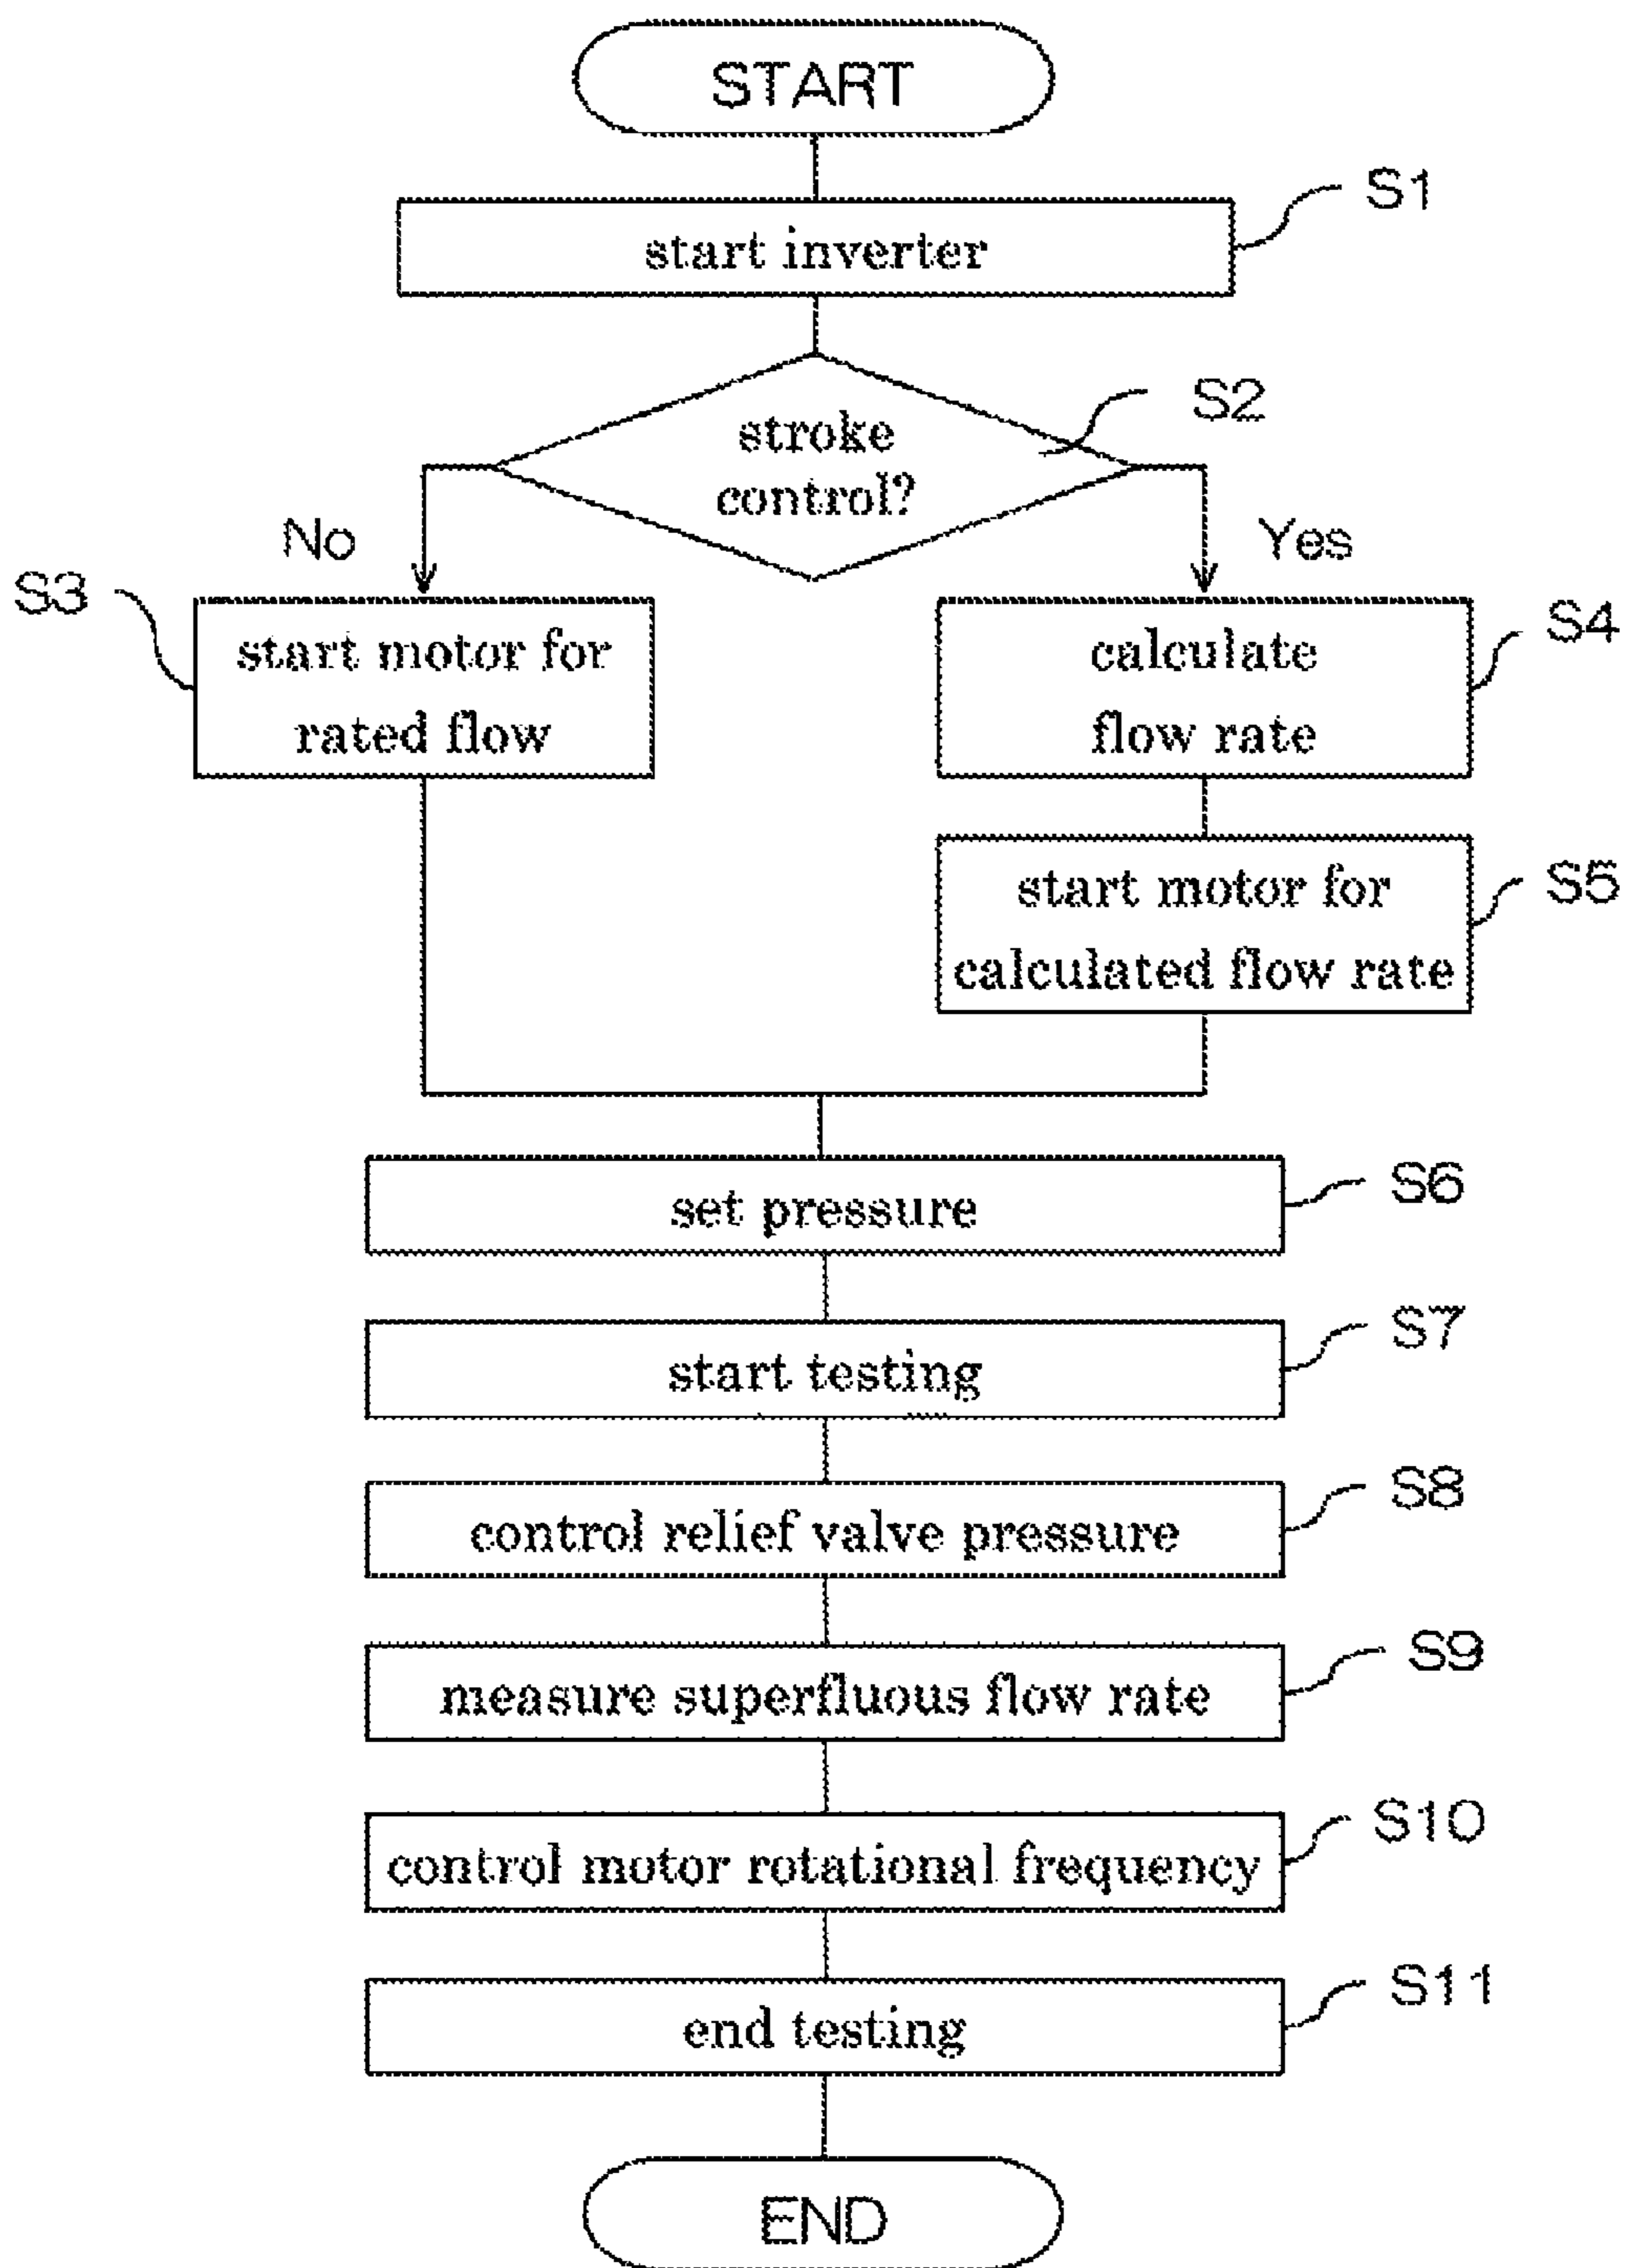 START
S1
start inverter
S2
stroke
control?
No
Yes
S3
start motor for
rated flow
S4
calculate
flow rate
S5
start motor for
calculated flow rate
S6
set pressure
S7
start testing
S8
control relief valve pressure
S9
measure superfluous flow rate
S10
control motor rotational frequency
S11
end testing
END